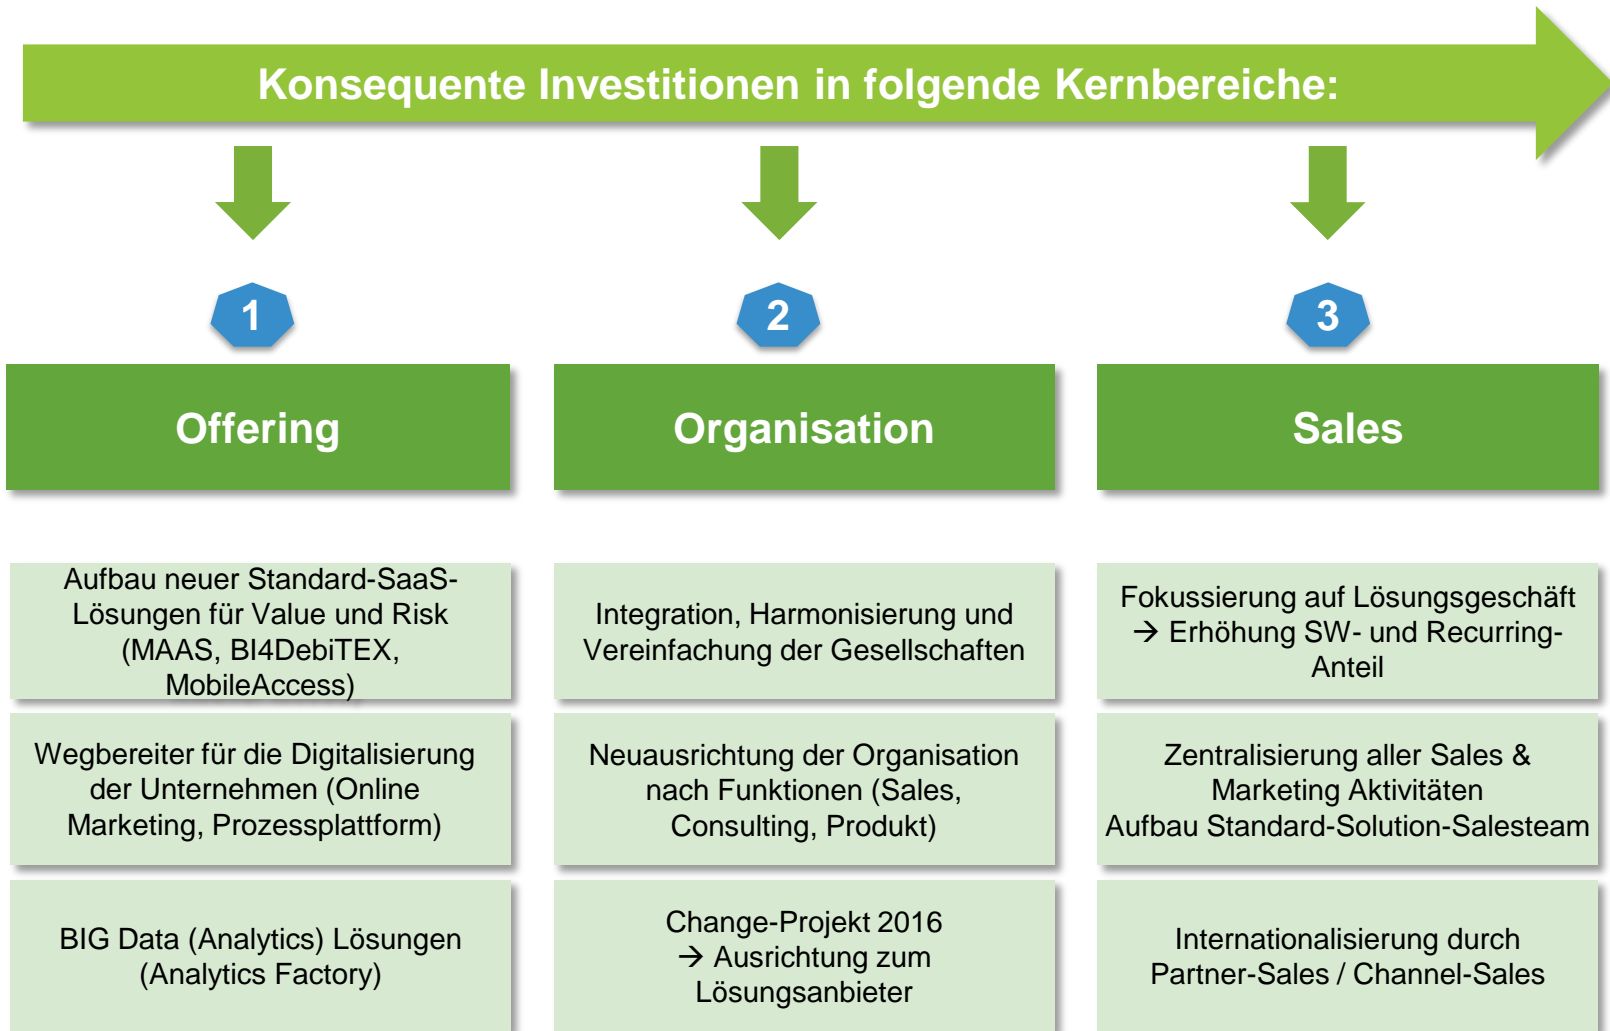 Konsequente Investitionen in folgende Kernbereiche:
1
2
3
Offering
Organisation
Sales
Aufbau neuer Standard-SaaS-
Lösungen für Value und Risk
(MAAS, BI4DebiTEX,
MobileAccess)
Integration, Harmonisierung und
Vereinfachung der Gesellschaften
Fokussierung auf Lösungsgeschäft
→ Erhöhung SW- und Recurring-
Anteil
Wegbereiter für die Digitalisierung
der Unternehmen (Online
Marketing, Prozessplattform)
Neuausrichtung der Organisation
nach Funktionen (Sales,
Consulting, Produkt)
Zentralisierung aller Sales &
Marketing Aktivitäten
Aufbau Standard-Solution-Salesteam
BIG Data (Analytics) Lösungen
(Analytics Factory)
Change-Projekt 2016
→ Ausrichtung zum
Lösungsanbieter
Internationalisierung durch
Partner-Sales / Channel-Sales